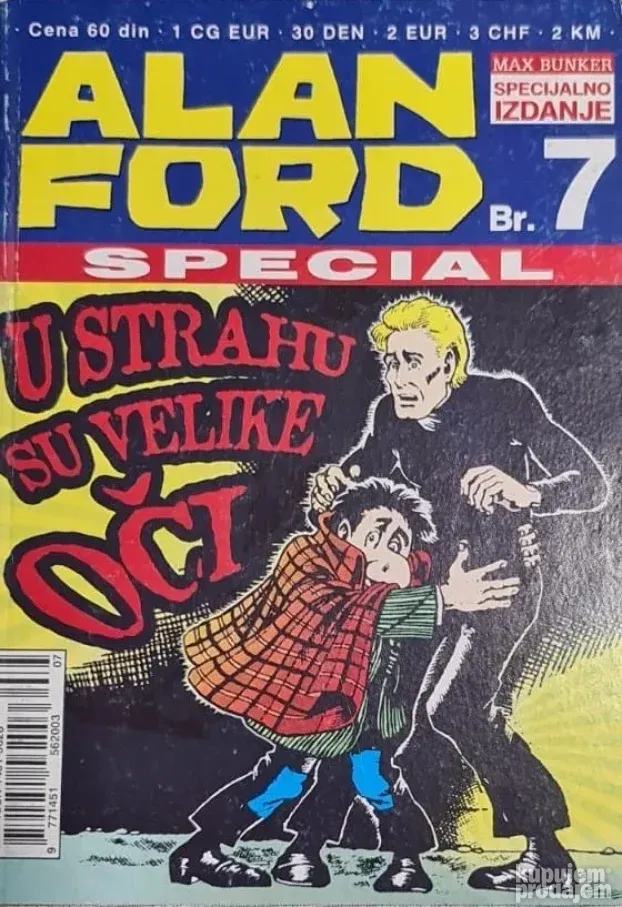 · Cena 60 din · 1 CG EUR · 30 DEN · 2 EUR · 3 CHF · 2 KM ·
ALAN
FORD
MAX BUNKER
SPECIJALNO
IZDANJE
Br. 7
SPECIAL
U STRAHU
SU VELIKE
OČI
07
9 771451 562003
kupujem
prodajem